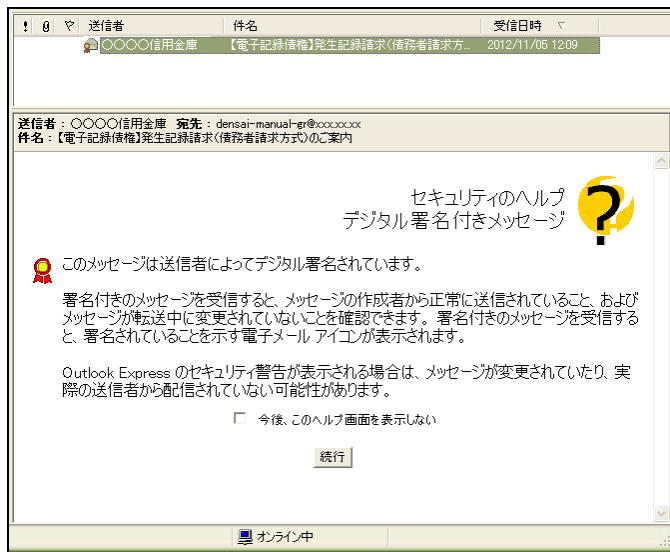 ! 送信者 件名 受信日時
〇〇〇〇信用金庫 【電子記録債権】発生記録請求（債務者請求方... 2012/11/05 12:09
送信者：〇〇〇〇信用金庫 宛先：densai-manual-gr@xxx.xx.xx
件名：【電子記録債権】発生記録請求（債務者請求方式）のご案内
セキュリティのヘルプ
デジタル署名付きメッセージ
このメッセージは送信者によってデジタル署名されています。
署名付きのメッセージを受信すると、メッセージの作成者から正常に送信されていること、および
メッセージが転送中に変更されていないことを確認できます。署名付きのメッセージを受信する
と、署名されていることを示す電子メール アイコンが表示されます。
Outlook Express のセキュリティ警告が表示される場合は、メッセージが変更されていたり、実
際の送信者から配信されていない可能性があります。
今後、このヘルプ画面を表示しない
続行
オンライン中